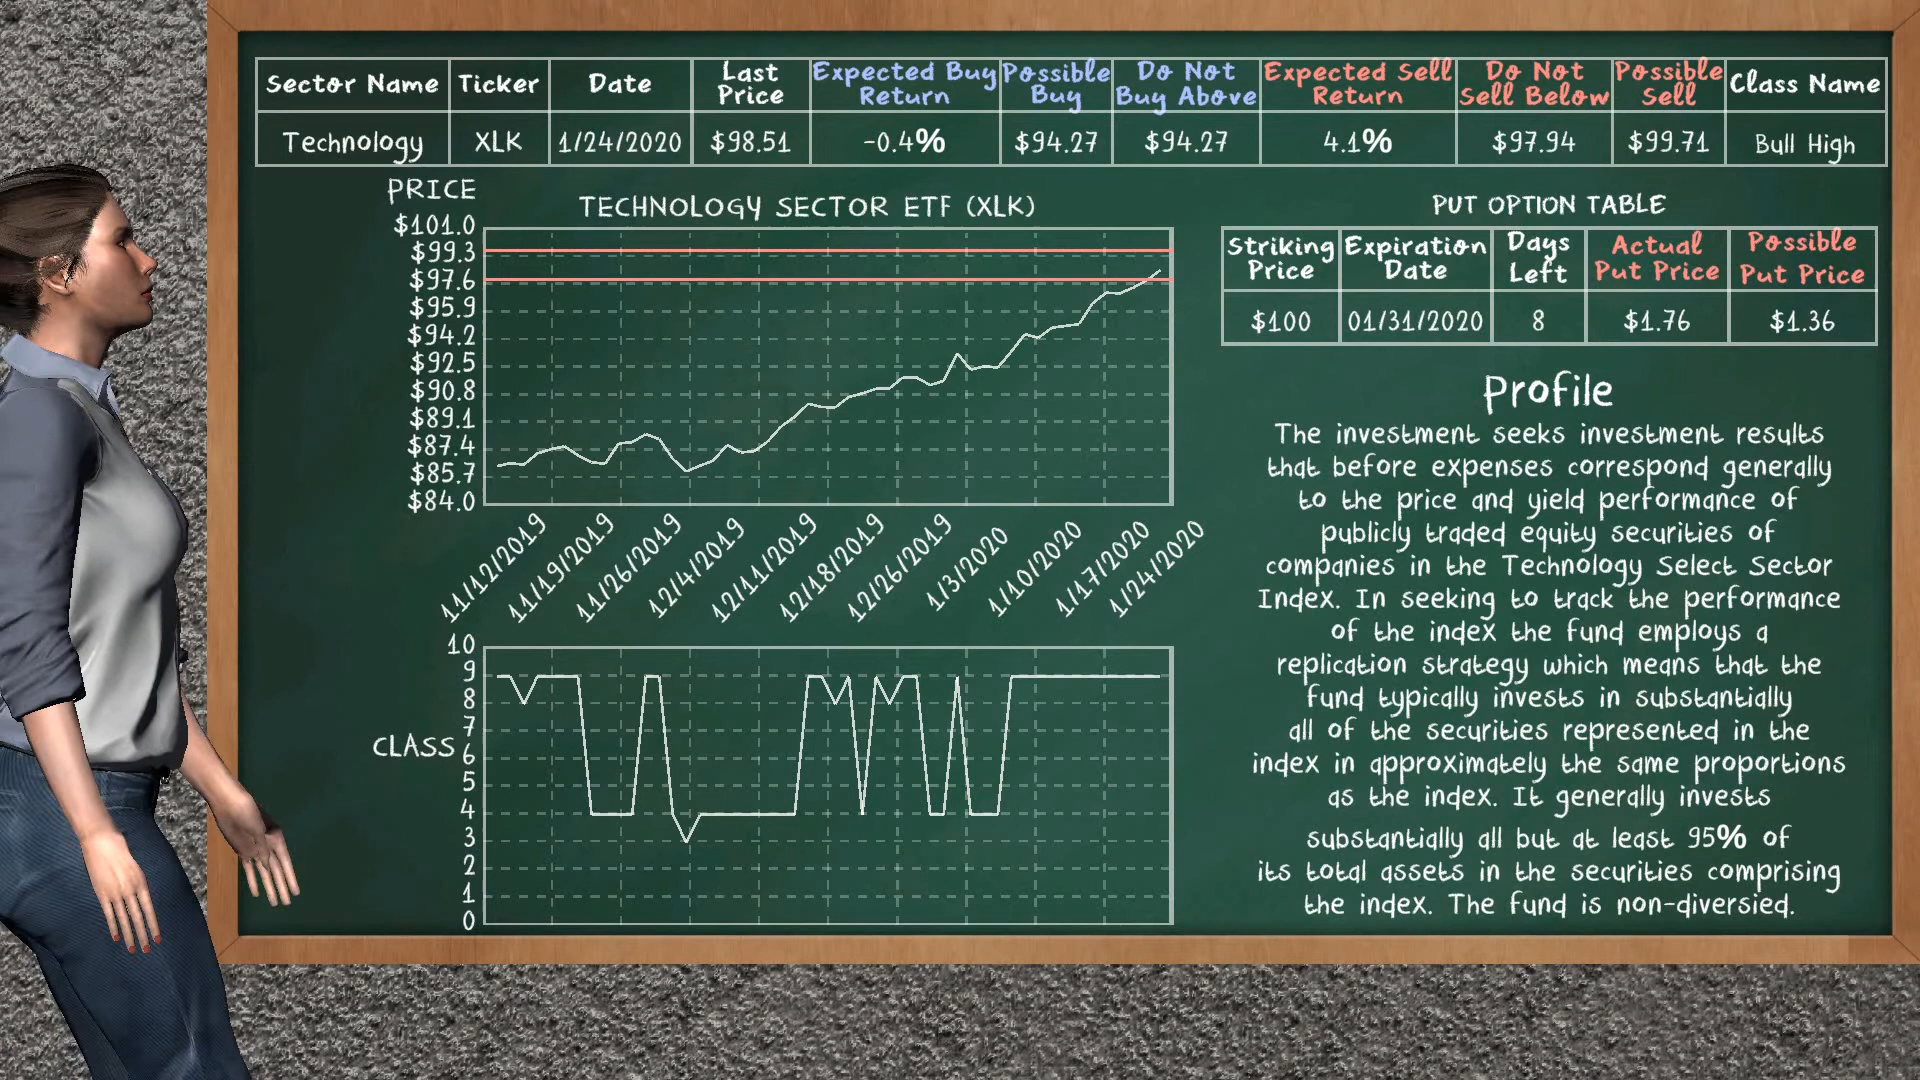 Sector Name Ticker Date Last Price Expected Buy Return Possible Buy Do Not Buy Above Expected Sell Return Do Not Sell Below Possible Sell Class Name
Technology XLK 1/24/2020 $98.51 -0.4% $94.27 $94.27 4.1% $97.94 $99.71 Bull High
PRICE
TECHNOLOGY SECTOR ETF (XLK)
$101.0
$99.3
$97.6
$95.9
$94.2
$92.5
$90.8
$89.1
$87.4
$85.7
$84.0
11/12/2019 11/19/2019 11/26/2019 12/4/2019 12/11/2019 12/18/2019 12/26/2019 1/3/2020 1/10/2020 1/17/2020 1/24/2020
CLASS
10
9
8
7
6
5
4
3
2
1
0
PUT OPTION TABLE
Striking Price Expiration Date Days Left Actual Put Price Possible Put Price
$100 01/31/2020 8 $1.76 $1.36
Profile
The investment seeks investment results
that before expenses correspond generally
to the price and yield performance of
publicly traded equity securities of
companies in the Technology Select Sector
Index. In seeking to track the performance
of the index the fund employs a
replication strategy which means that the
fund typically invests in substantially
all of the securities represented in the
index in approximately the same proportions
as the index. It generally invests
substantially all but at least 95% of
its total assets in the securities comprising
the index. The fund is non-diversied.